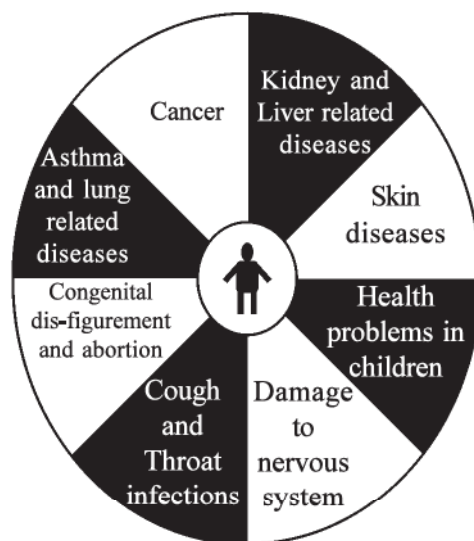 Cancer
Kidney and
Liver related
diseases
Skin
diseases
Health
problems in
children
Damage
to
nervous
system
Cough
and
Throat
infections
Congenital
dis-figurement
and abortion
Asthma
and lung
related
diseases